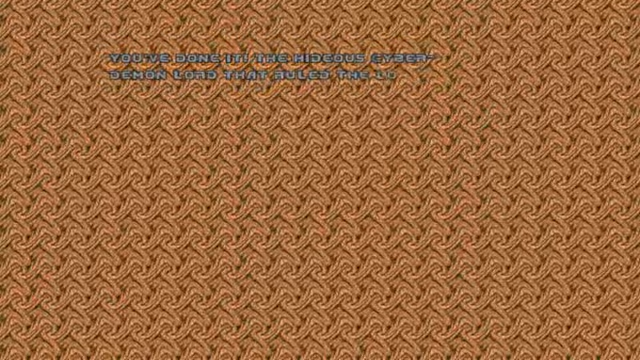 YOU'VE DONE IT! THE HIDEOUS CYBER-
DEMON LORD THAT RULED THE LO